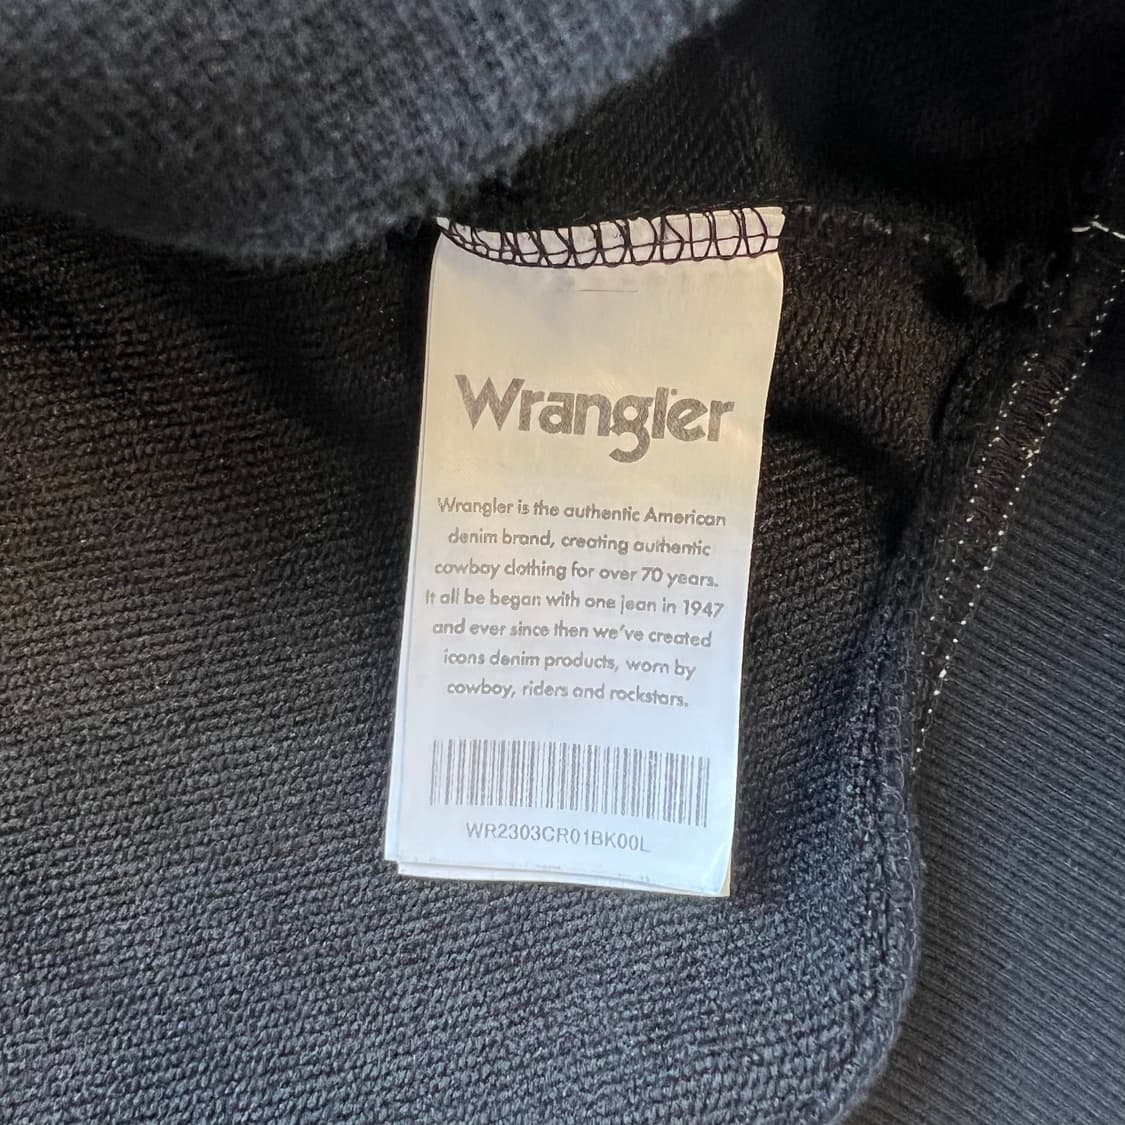 Wrangler
Wrangler is the authentic American
denim brand, creating authentic
cowboy clothing for over 70 years.
It all be began with one jean in 1947
and ever since then we've created
icons denim products, worn by
cowboy, riders and rockstars.
WR2303CR01BK00L